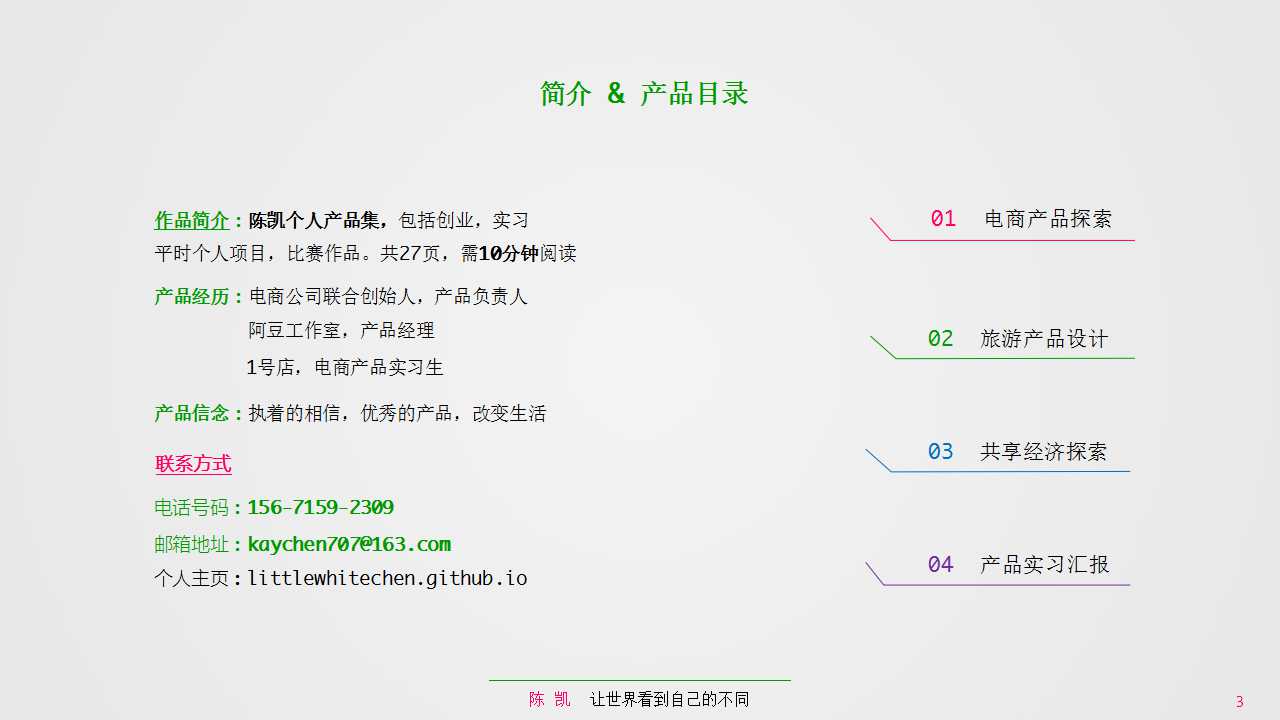 简介 & 产品目录
作品简介：陈凯个人产品集，包括创业，实习
平时个人项目，比赛作品。共27页，需10分钟阅读
产品经历：电商公司联合创始人，产品负责人
阿豆工作室，产品经理
1号店，电商产品实习生
产品信念：执着的相信，优秀的产品，改变生活
联系方式
电话号码：156-7159-2309
邮箱地址：kaychen707@163.com
个人主页：littlewhitechen.github.io
01 电商产品探索
02 旅游产品设计
03 共享经济探索
04 产品实习汇报
陈 凯 让世界看到自己的不同
3